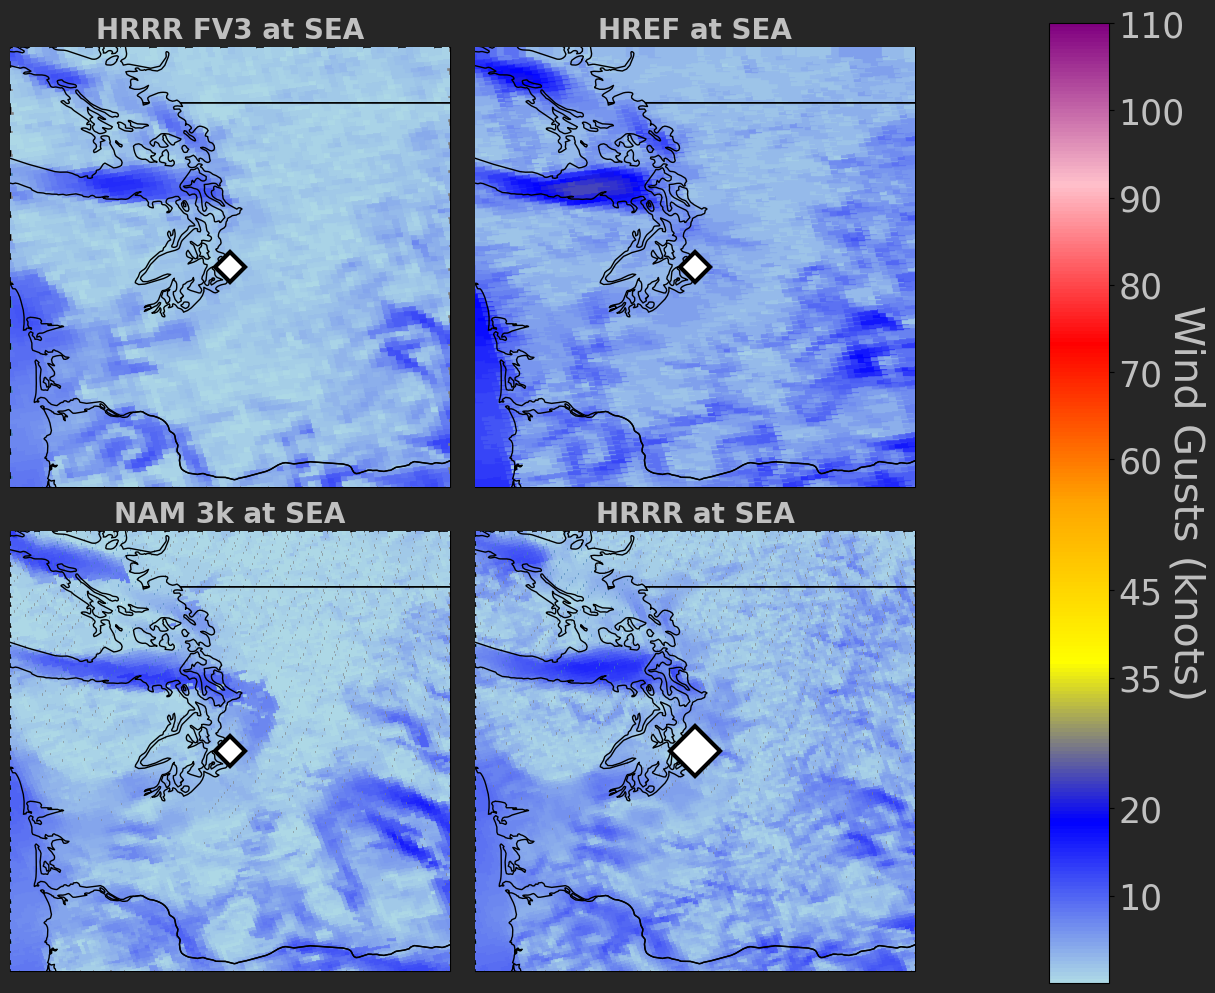 HRRR FV3 at SEA
HREF at SEA
NAM 3k at SEA
HRRR at SEA
110
100
90
80
70
60
45
35
20
10
Wind Gusts (knots)